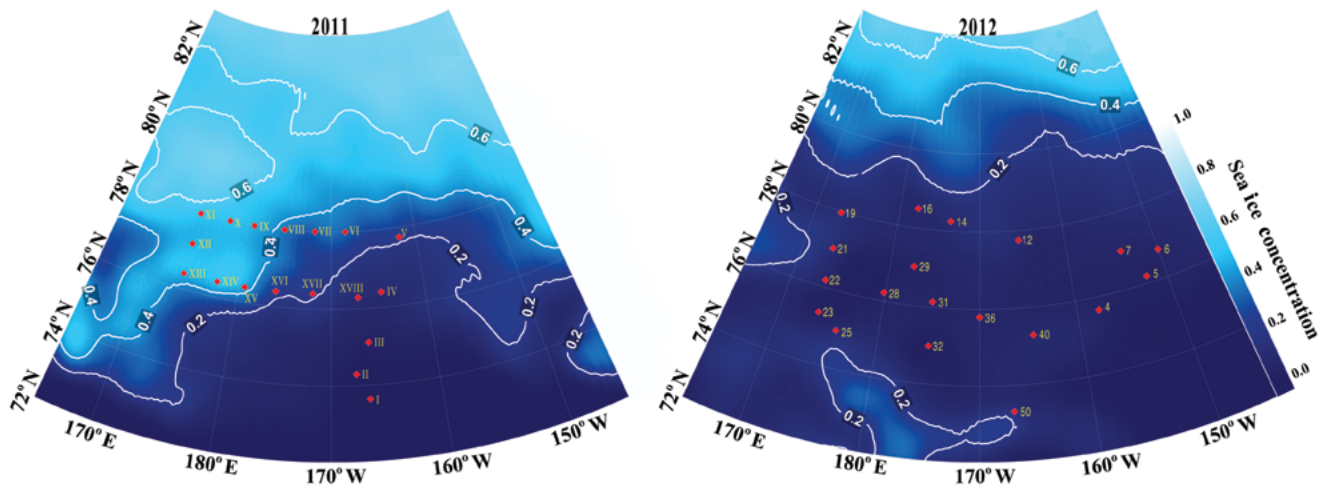 2011
82° N
80° N
78° N
76° N
74° N
72° N
170° E
180° E
170° W
160° W
150° W
0.6
0.6
0.4
0.4
0.4
0.4
0.2
0.2
0.2
0.2
XI
X
IX
VIII
VII
VI
V
XII
XIII
XIV
XV
XVI
XVII
XVIII
IV
III
II
I
2012
82° N
80° N
78° N
76° N
74° N
72° N
180° E
170° W
160° W
150° W
0.6
0.4
0.2
0.2
0.2
0.2
19
16
14
12
7
6
5
21
29
22
28
31
4
23
36
25
40
32
50
1.0
0.8
0.6
0.4
0.2
0.0
Sea ice concentration